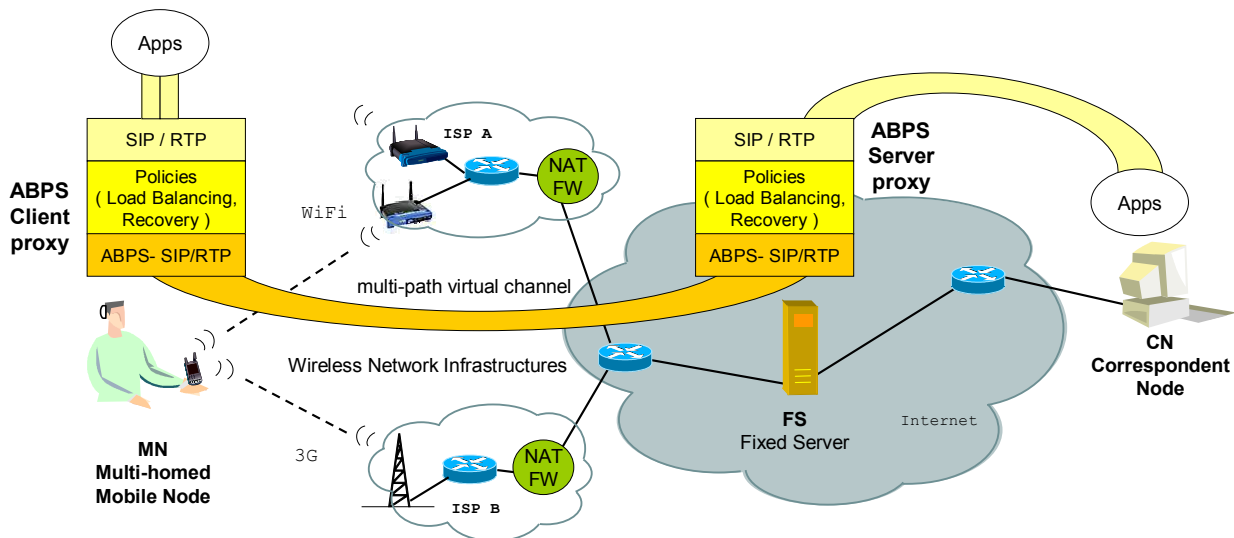 Apps
SIP / RTP
Policies
( Load Balancing,
Recovery )
ABPS- SIP/RTP
ABPS
Client
proxy
MN
Multi-homed
Mobile Node
WiFi
ISP A
NAT
FW
multi-path virtual channel
Wireless Network Infrastructures
3G
ISP B
NAT
FW
SIP / RTP
Policies
( Load Balancing,
Recovery )
ABPS- SIP/RTP
ABPS
Server
proxy
FS
Fixed Server
Internet
Apps
CN
Correspondent
Node